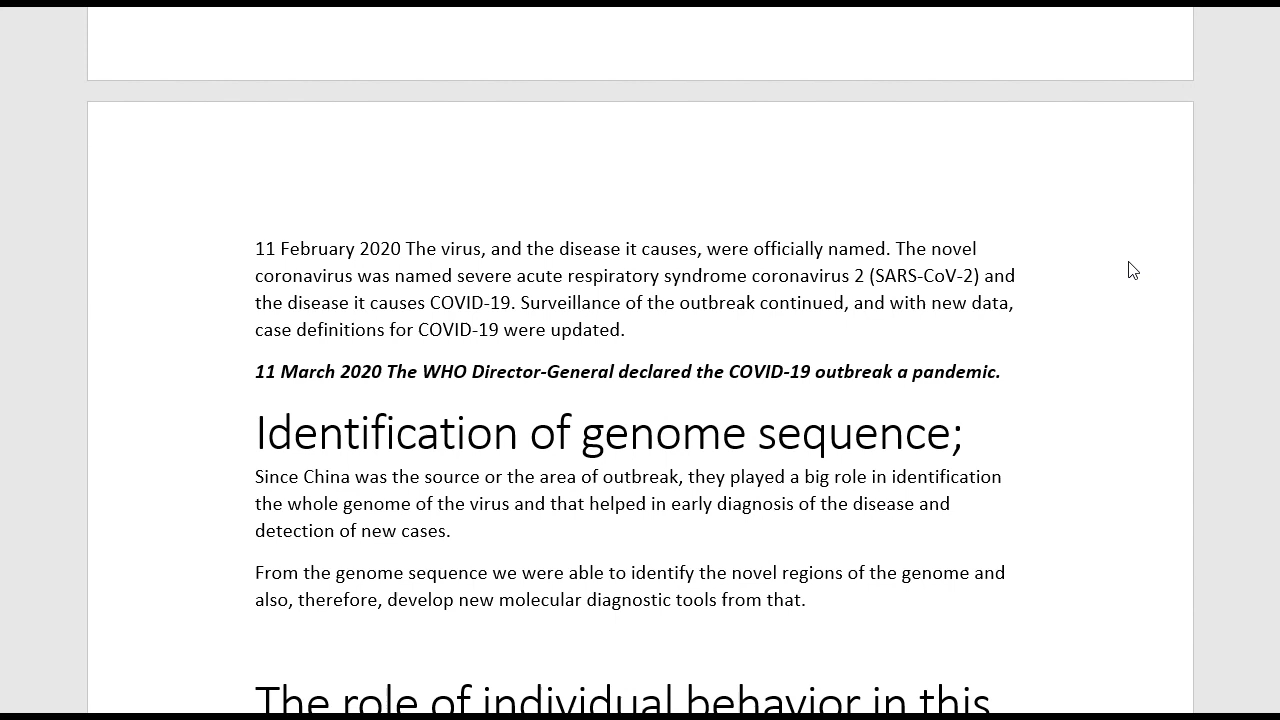 11 February 2020 The virus, and the disease it causes, were officially named. The novel
coronavirus was named severe acute respiratory syndrome coronavirus 2 (SARS-CoV-2) and
the disease it causes COVID-19. Surveillance of the outbreak continued, and with new data,
case definitions for COVID-19 were updated.
11 March 2020 The WHO Director-General declared the COVID-19 outbreak a pandemic.
Identification of genome sequence;
Since China was the source or the area of outbreak, they played a big role in identification
the whole genome of the virus and that helped in early diagnosis of the disease and
detection of new cases.
From the genome sequence we were able to identify the novel regions of the genome and
also, therefore, develop new molecular diagnostic tools from that.
The role of individual behavior in this